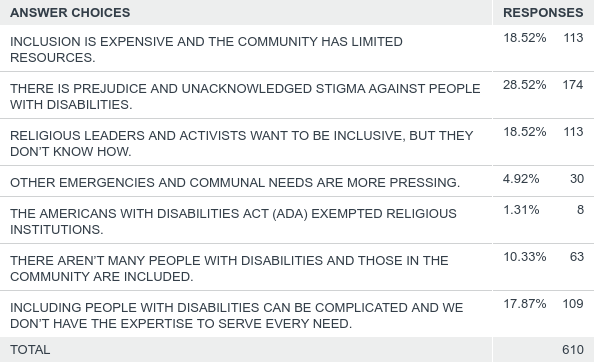 ANSWER CHOICES RESPONSES
INCLUSION IS EXPENSIVE AND THE COMMUNITY HAS LIMITED 18.52% 113
RESOURCES.
THERE IS PREJUDICE AND UNACKNOWLEDGED STIGMA AGAINST PEOPLE 28.52% 174
WITH DISABILITIES.
RELIGIOUS LEADERS AND ACTIVISTS WANT TO BE INCLUSIVE, BUT THEY 18.52% 113
DON'T KNOW HOW.
OTHER EMERGENCIES AND COMMUNAL NEEDS ARE MORE PRESSING. 4.92% 30
THE AMERICANS WITH DISABILITIES ACT (ADA) EXEMPTED RELIGIOUS 1.31% 8
INSTITUTIONS.
THERE AREN'T MANY PEOPLE WITH DISABILITIES AND THOSE IN THE 10.33% 63
COMMUNITY ARE INCLUDED.
INCLUDING PEOPLE WITH DISABILITIES CAN BE COMPLICATED AND WE 17.87% 109
DON'T HAVE THE EXPERTISE TO SERVE EVERY NEED.
TOTAL 610